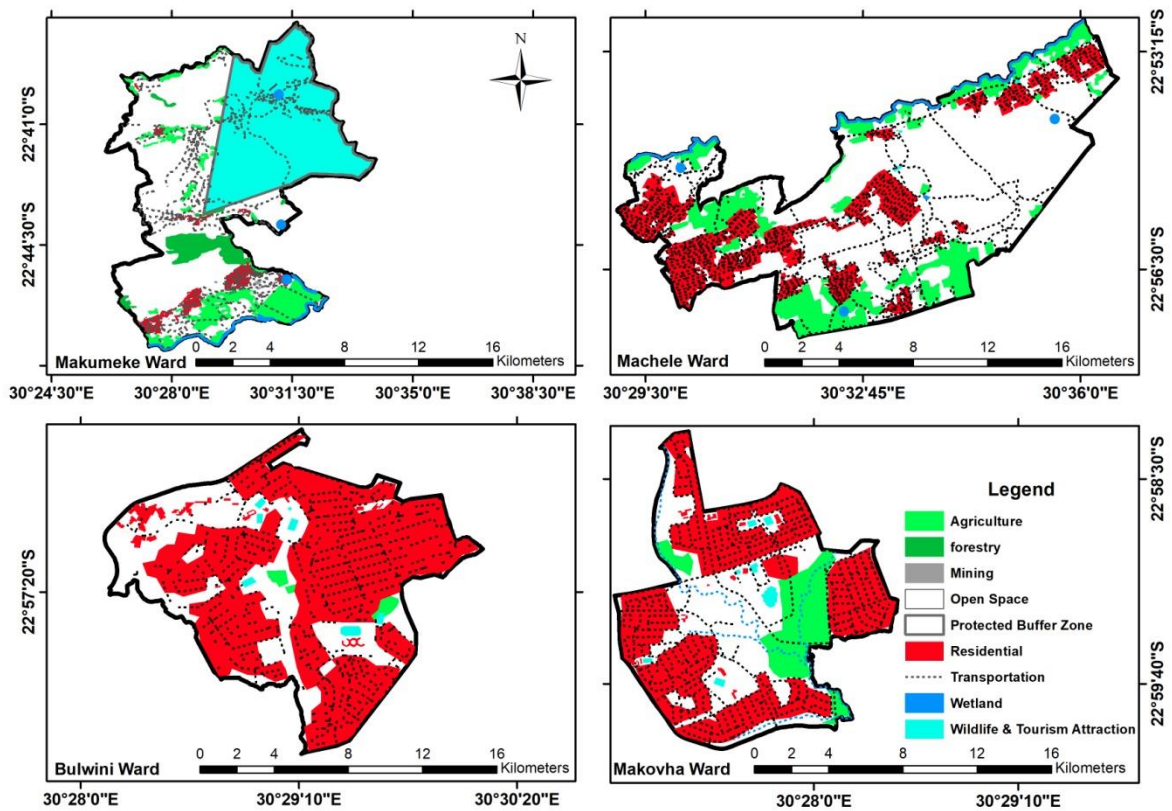 N
22°41'0"S
22°44'30"S
Makumeke Ward
0 2 4 8 12 16
Kilometers
30°24'30"E 30°28'0"E 30°31'30"E 30°35'0"E 30°38'30"E
22°53'15"S
22°56'30"S
Machele Ward
0 2 4 8 12 16
Kilometers
30°29'30"E 30°32'45"E 30°36'0"E
22°57'20"S
Bulwini Ward
0 2 4 8 12 16
Kilometers
30°28'0"E 30°29'10"E 30°30'20"E
22°58'30"S
22°59'40"S
Legend
Agriculture
forestry
Mining
Open Space
Protected Buffer Zone
Residential
Transportation
Wetland
Wildlife & Tourism Attraction
Makovha Ward
0 2 4 8 12 16
Kilometers
30°28'0"E 30°29'10"E